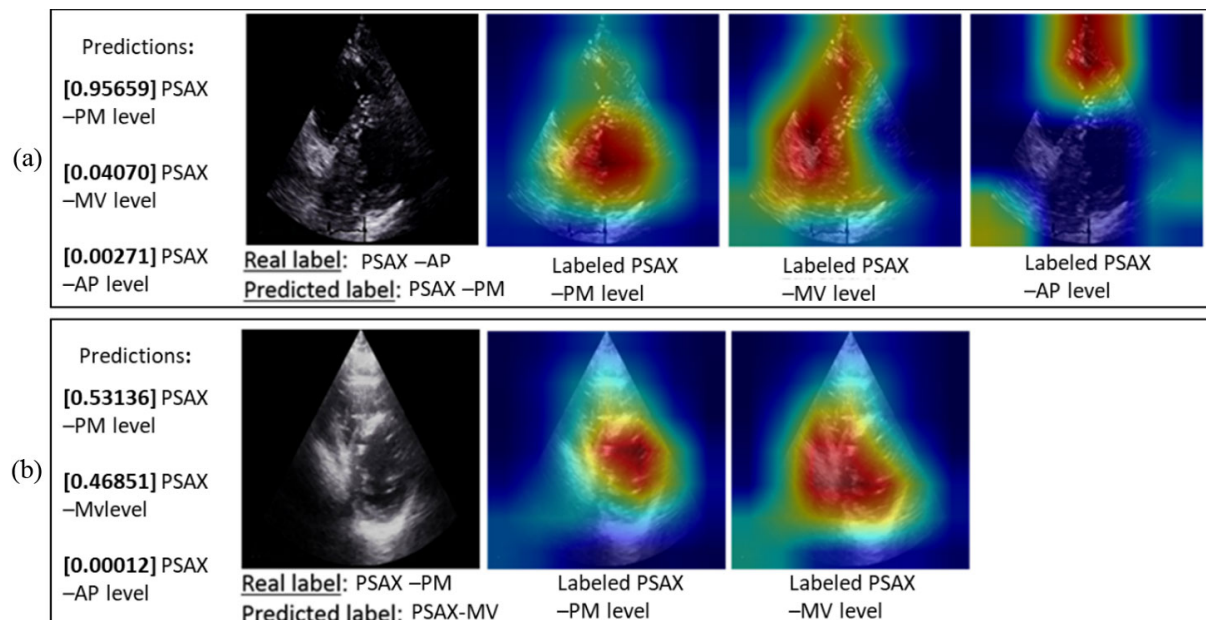 (a)
Predictions:
[0.95659] PSAX
–PM level
[0.04070] PSAX
–MV level
[0.00271] PSAX
–AP level
Real label: PSAX –AP
Predicted label: PSAX –PM
Labeled PSAX
–PM level
Labeled PSAX
–MV level
Labeled PSAX
–AP level
(b)
Predictions:
[0.53136] PSAX
–PM level
[0.46851] PSAX
–Mvlevel
[0.00012] PSAX
–AP level
Real label: PSAX –PM
Predicted label: PSAX-MV
Labeled PSAX
–PM level
Labeled PSAX
–MV level